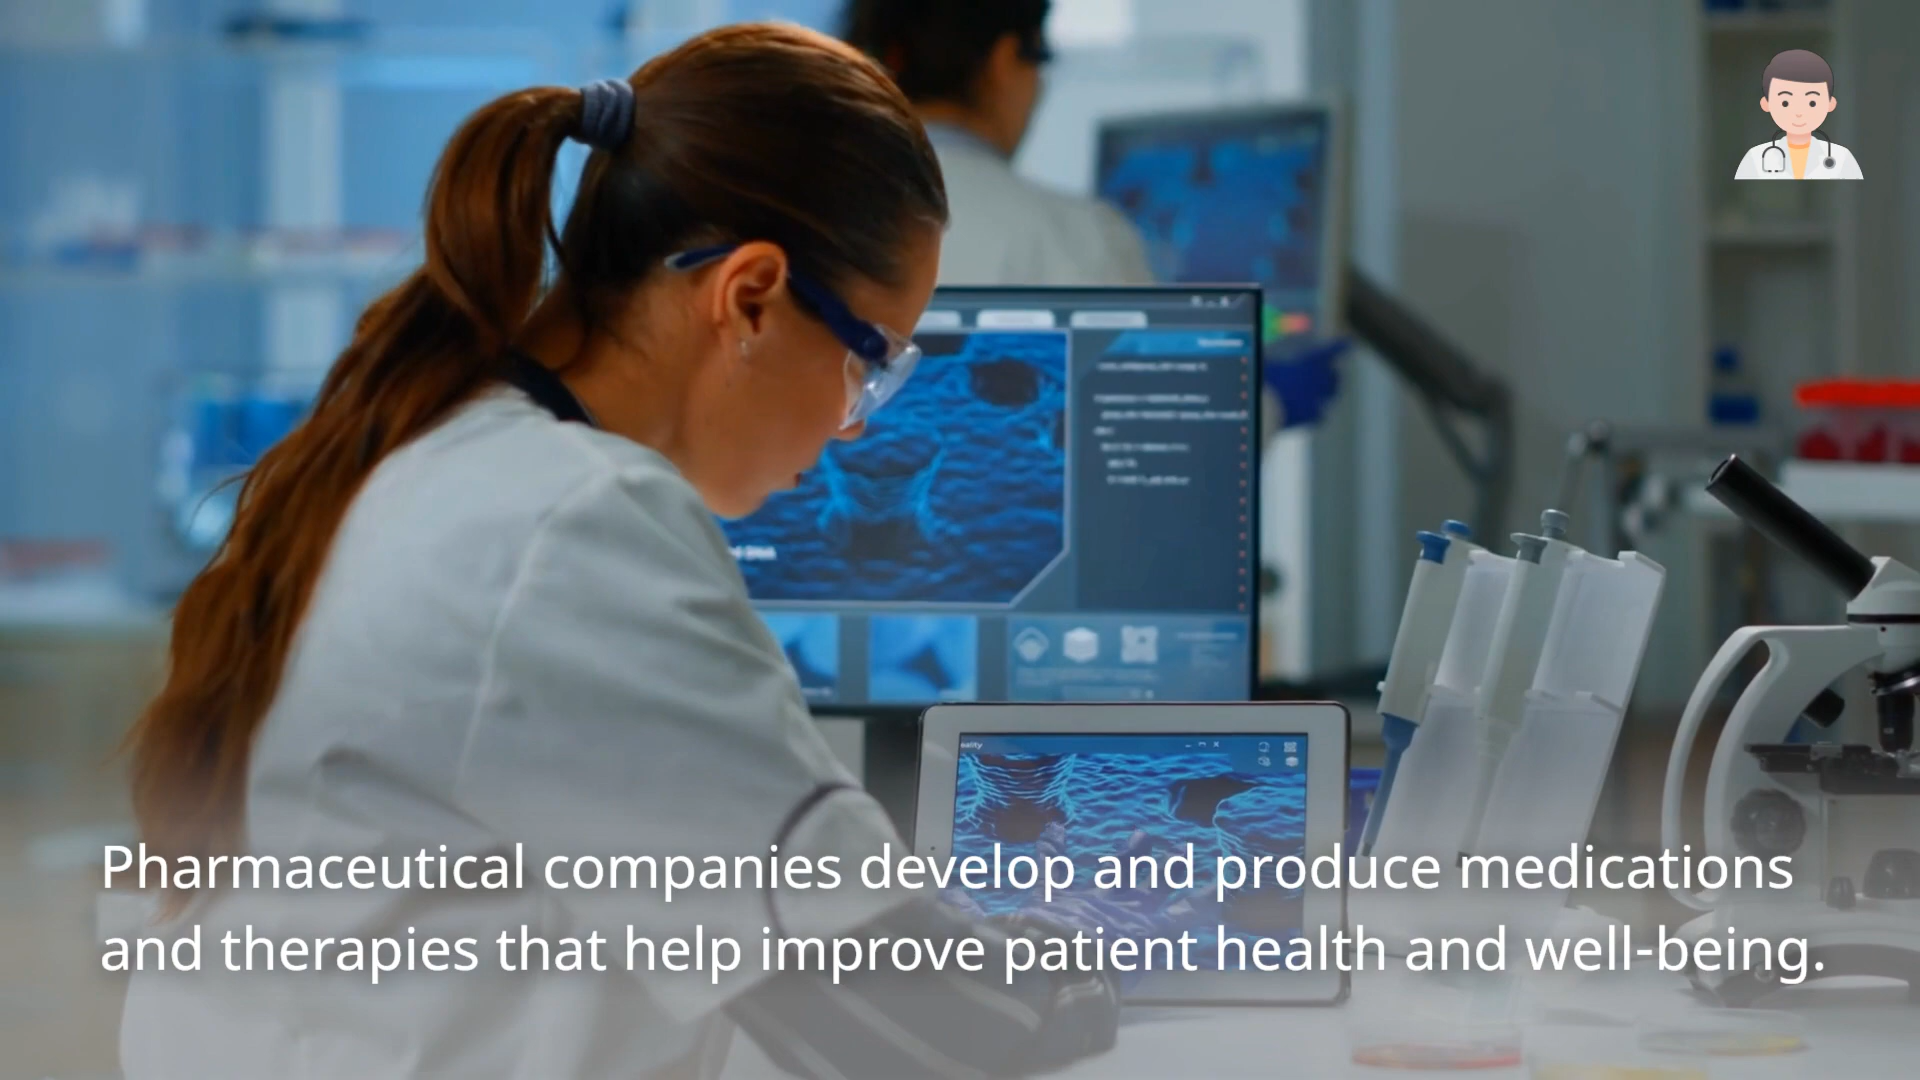 Pharmaceutical companies develop and produce medications
and therapies that help improve patient health and well-being.